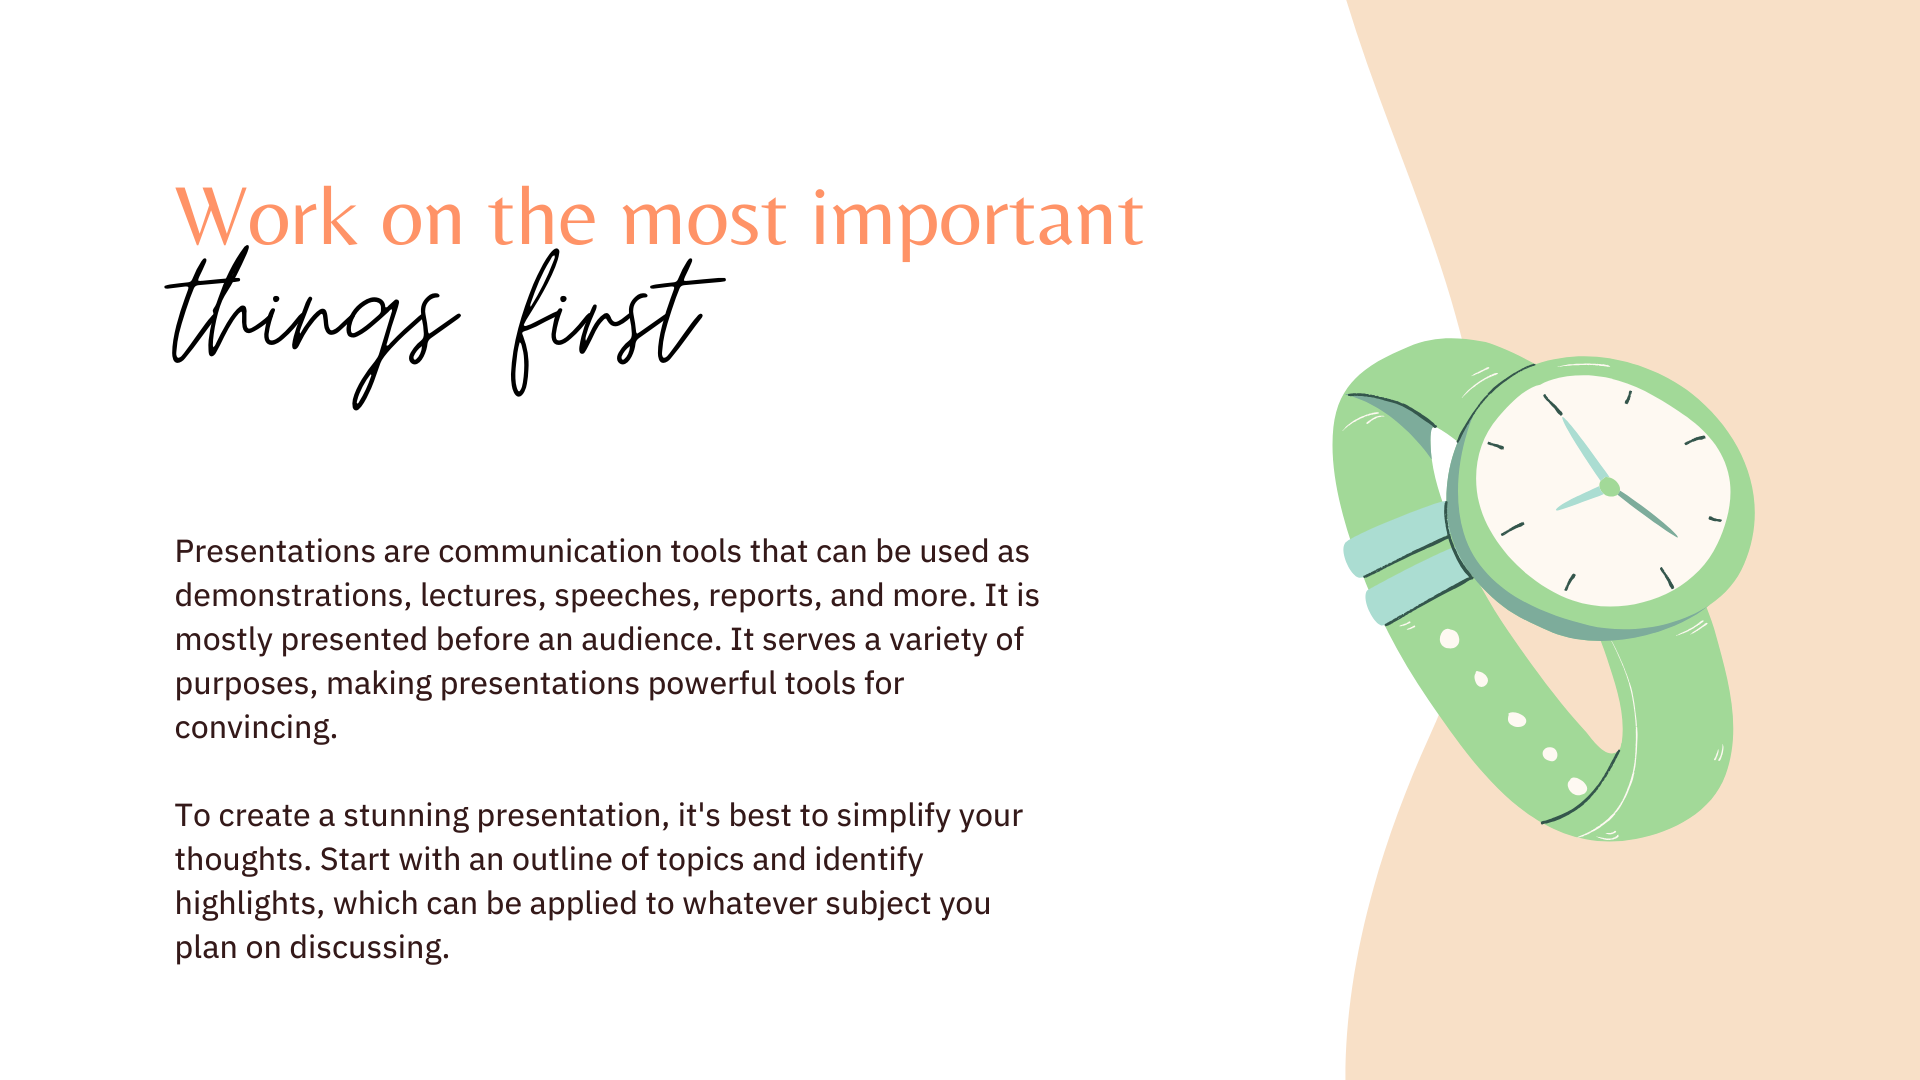 Work on the most important
things first
Presentations are communication tools that can be used as
demonstrations, lectures, speeches, reports, and more. It is
mostly presented before an audience. It serves a variety of
purposes, making presentations powerful tools for
convincing.
To create a stunning presentation, it's best to simplify your
thoughts. Start with an outline of topics and identify
highlights, which can be applied to whatever subject you
plan on discussing.